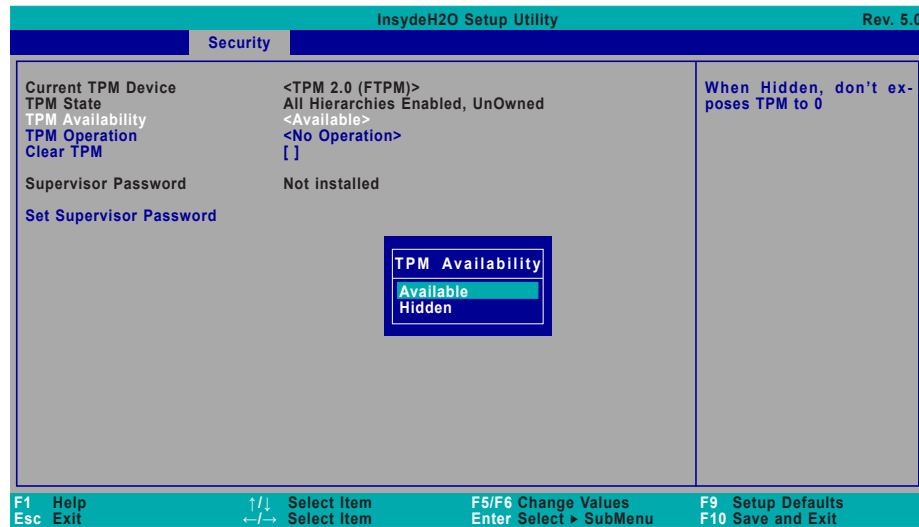 InsydeH2O Setup Utility Rev. 5.0
Security
Current TPM Device <TPM 2.0 (FTPM)>
TPM State All Hierarchies Enabled, UnOwned
TPM Availability <Available>
TPM Operation <No Operation>
Clear TPM [ ]
Supervisor Password Not installed
Set Supervisor Password
When Hidden, don't ex-
poses TPM to 0
TPM Availability
Available
Hidden
F1 Help ↑/↓ Select Item F5/F6 Change Values F9 Setup Defaults
Esc Exit ←/→ Select Item Enter Select ▸ SubMenu F10 Save and Exit